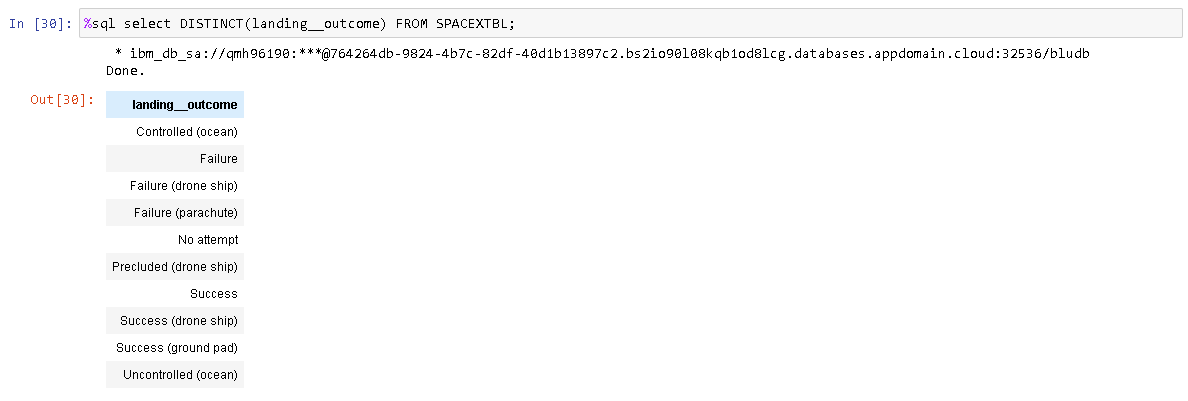 In [30]: %sql select DISTINCT(landing__outcome) FROM SPACEXTBL;
* ibm_db_sa://qmh96190:***@764264db-9824-4b7c-82df-40d1b13897c2.bs2io90l08kqb1od8lcg.databases.appdomain.cloud:32536/bludb
Done.
Out[30]:
landing__outcome
Controlled (ocean)
Failure
Failure (drone ship)
Failure (parachute)
No attempt
Precluded (drone ship)
Success
Success (drone ship)
Success (ground pad)
Uncontrolled (ocean)